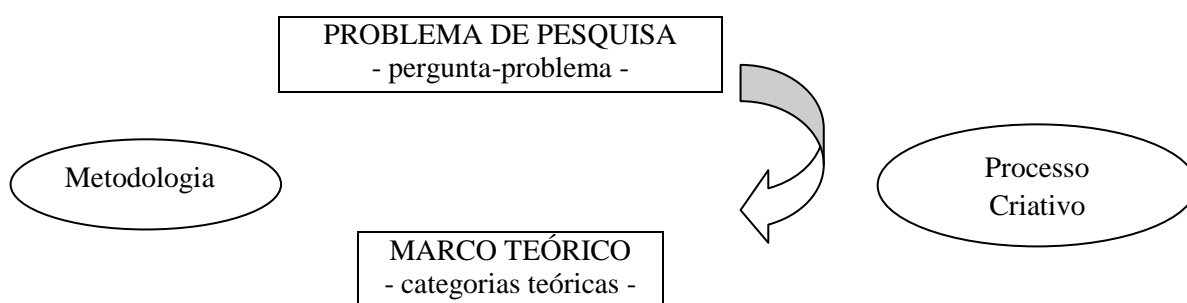 PROBLEMA DE PESQUISA
- pergunta-problema -
Metodologia
Processo
Criativo
MARCO TEÓRICO
- categorias teóricas -